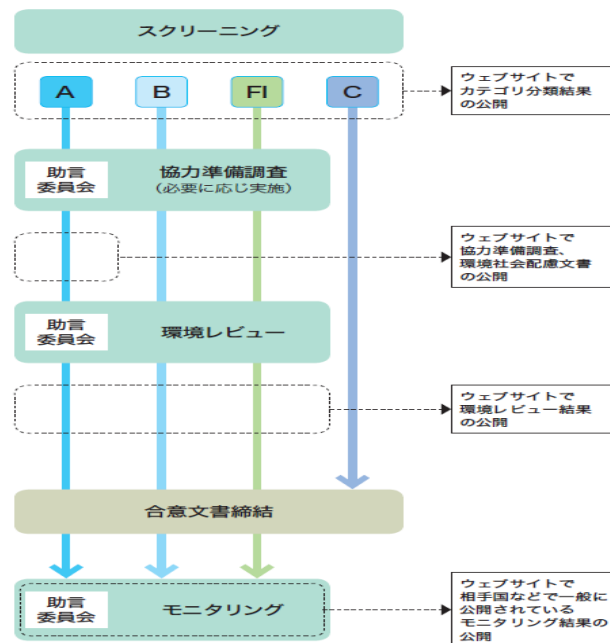 スクリーニング
A
B
FI
C
ウェブサイトで
カテゴリ分類結果
の公開
助言
委員会
協力準備調査
(必要に応じ実施)
ウェブサイトで
協力準備調査、
環境社会配慮文書
の公開
助言
委員会
環境レビュー
ウェブサイトで
環境レビュー結果
の公開
合意文書締結
助言
委員会
モニタリング
ウェブサイトで
相手国などで一般に
公開されている
モニタリング結果の
公開